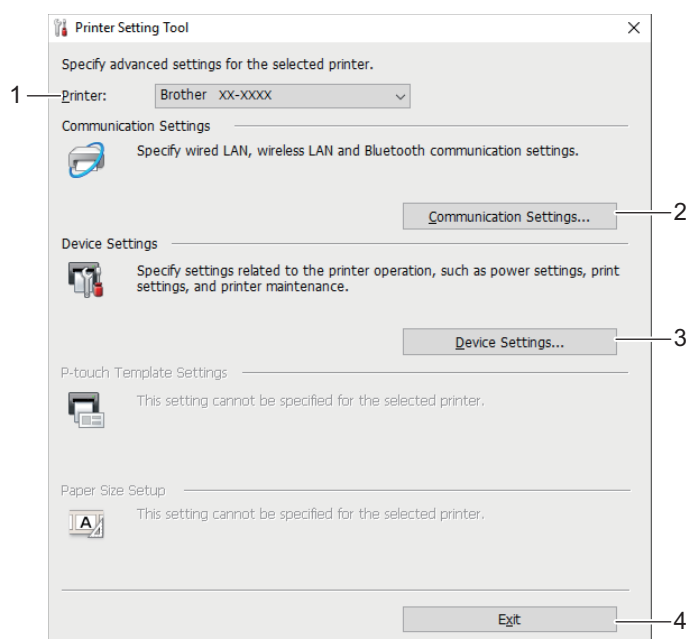 Printer Setting Tool
Specify advanced settings for the selected printer.
1
Printer: Brother XX-XXXX
Communication Settings
Specify wired LAN, wireless LAN and Bluetooth communication settings.
Communication Settings...
2
Device Settings
Specify settings related to the printer operation, such as power settings, print
settings, and printer maintenance.
Device Settings...
3
P-touch Template Settings
This setting cannot be specified for the selected printer.
Paper Size Setup
A
This setting cannot be specified for the selected printer.
Exit
4